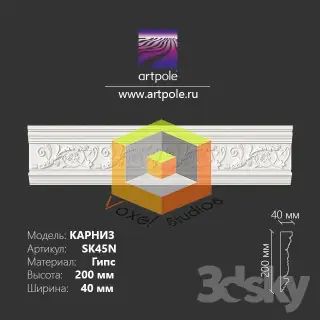 artpole
www.artpole.ru
Модель: КАРНИЗ
Артикул: SK45N
Материал: Гипс
Высота: 200 мм
Ширина: 40 мм
Voxel Studios
40 мм
200 мм
3dsky